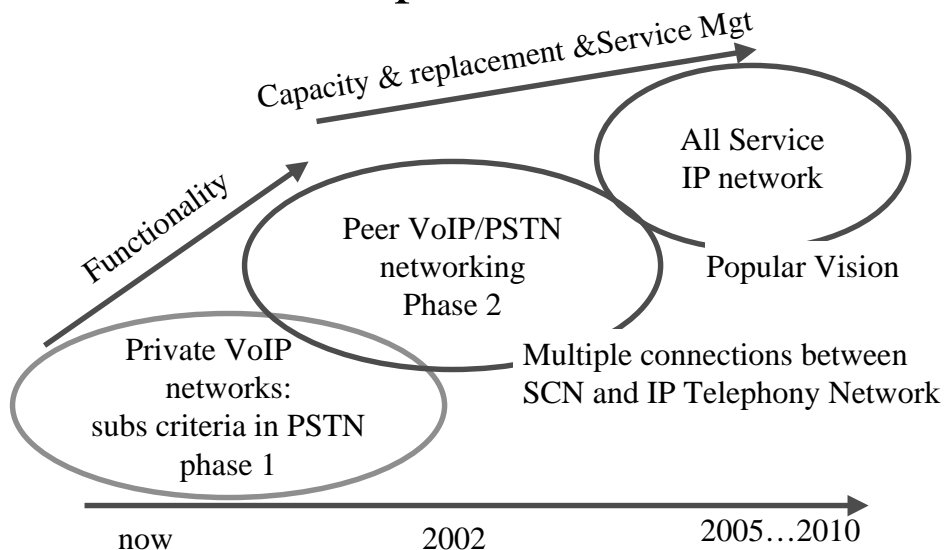 Capacity & replacement &Service Mgt
All Service
IP network
Functionality
Peer VoIP/PSTN
networking
Phase 2
Popular Vision
Private VoIP
networks:
subs criteria in PSTN
phase 1
Multiple connections between
SCN and IP Telephony Network
now
2002
2005…2010